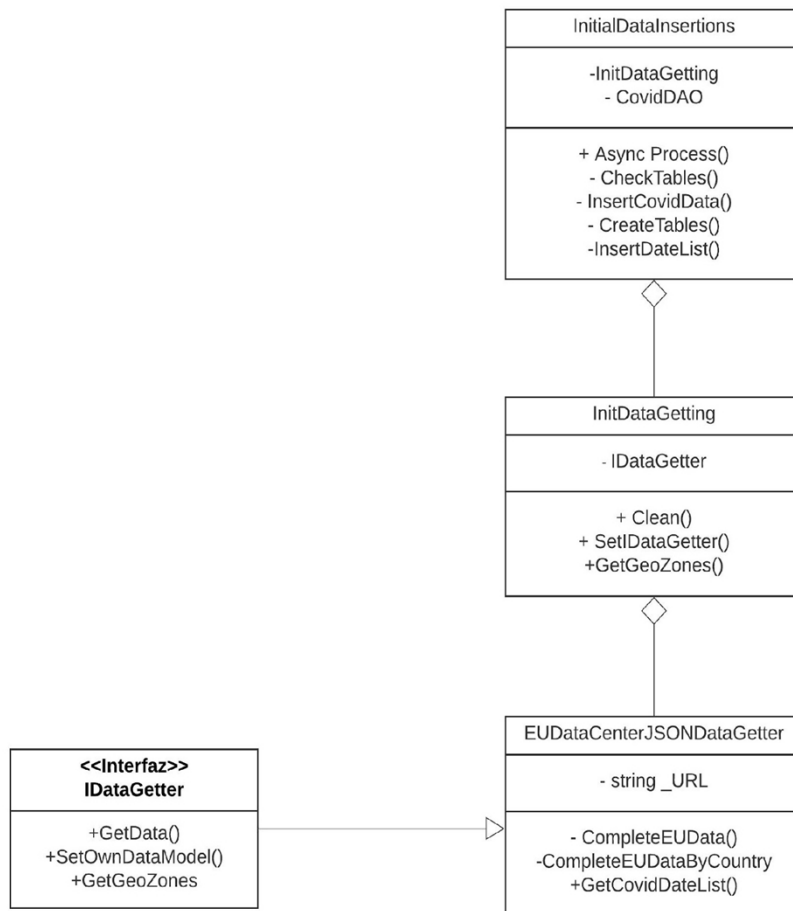 InitialDataInsertions
-InitDataGetting
- CovidDAO
+ Async Process()
- CheckTables()
- InsertCovidData()
- CreateTables()
-InsertDateList()
InitDataGetting
- IDataGetter
+ Clean()
+ SetIDataGetter()
+GetGeoZones()
EUDataCenterJSONDataGetter
- string _URL
- CompleteEUData()
-CompleteEUDataByCountry
+GetCovidDateList()
<<Interfaz>>
IDataGetter
+GetData()
+SetOwnDataModel()
+GetGeoZones